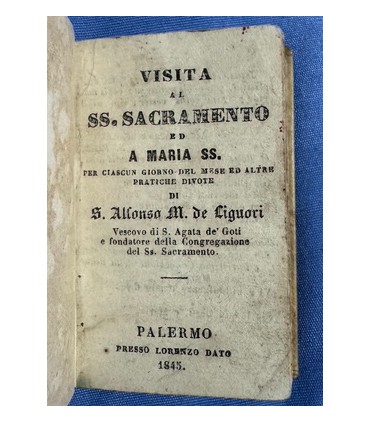 VISITA
AL
SS. SACRAMENTO
ED
A MARIA SS.
PER CIASCUN GIORNO DEL MESE ED ALTRE
PRATICHE DIVOTE
DI
S. Alfonso M. de Liguori
Vescovo di S. Agata de' Goti
e fondatore della Congregazione
del Ss. Sacramento.
PALERMO
PRESSO LORENZO DATO
1845.